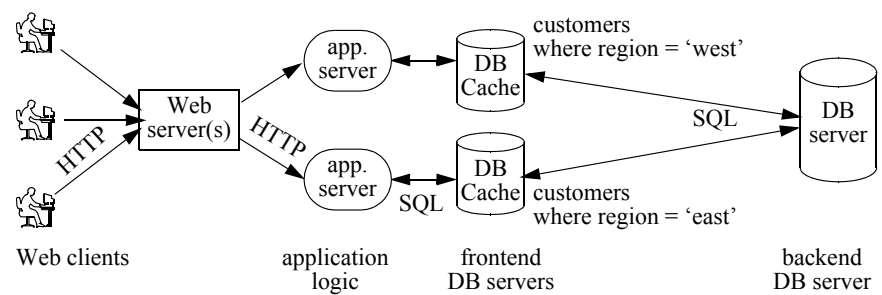 customers
where region = ‘west’
app.
server
DB
Cache
Web
server(s)
DB
server
SQL
HTTP
HTTP
app.
server
SQL
DB
Cache
customers
where region = ‘east’
Web clients
application
logic
frontend
DB servers
backend
DB server